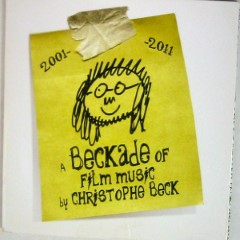 2001-
-2011
A BECKADE OF
FILM MUSIC
by CHRISTOPHE BECK